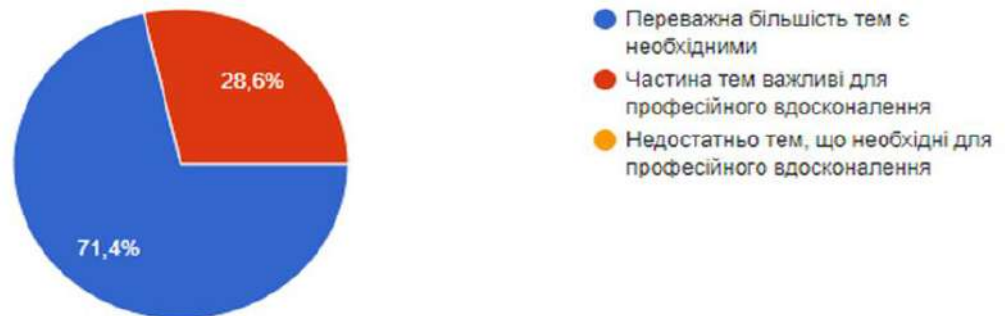 28,6%
71,4%
Переважна більшість тем є
необхідними
Частина тем важливі для
професійного вдосконалення
Недостатньо тем, що необхідні для
професійного вдосконалення